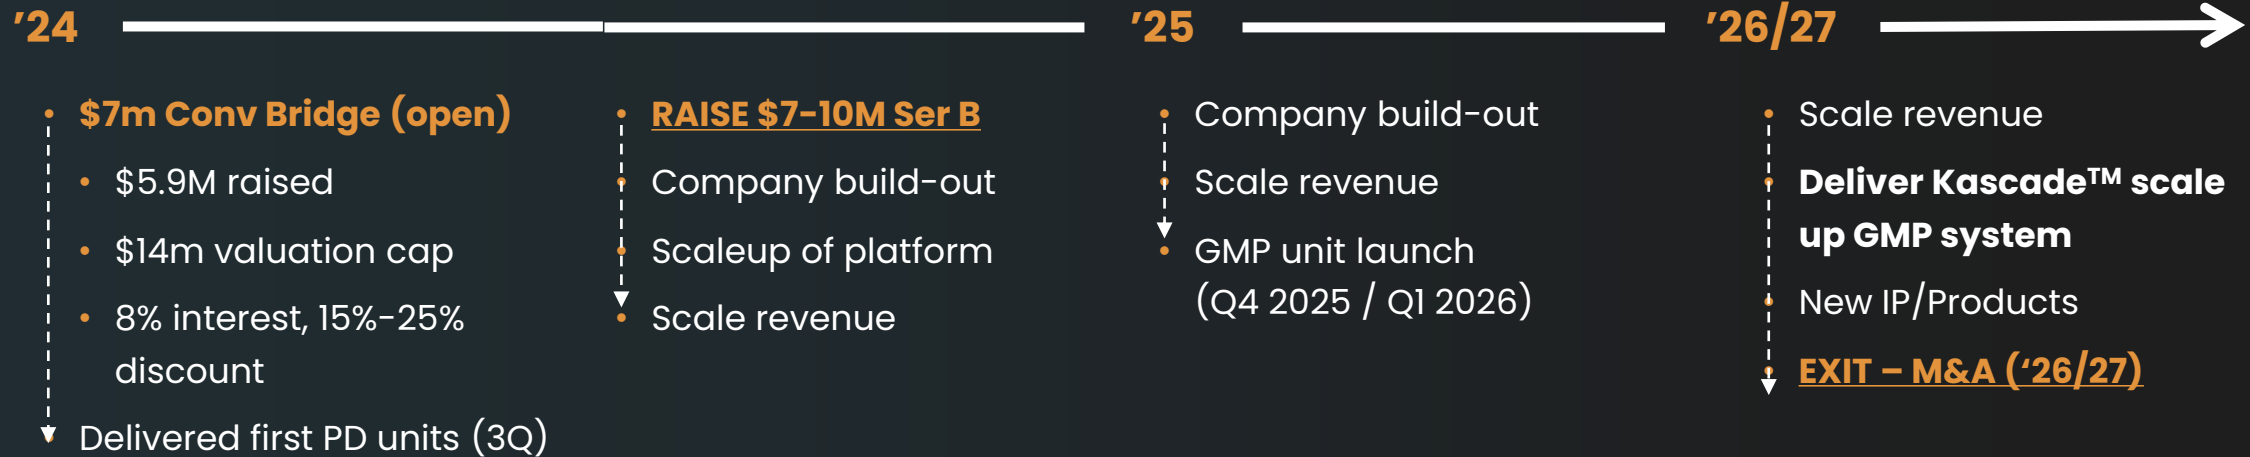 ’24
’25
’26/27
$7m Conv Bridge (open)
$5.9M raised
$14m valuation cap
8% interest, 15%-25%
discount
Delivered first PD units (3Q)
RAISE $7-10M Ser B
Company build-out
Scaleup of platform
Scale revenue
Company build-out
Scale revenue
GMP unit launch
(Q4 2025 / Q1 2026)
Scale revenue
Deliver Kascade™ scale
up GMP system
New IP/Products
EXIT – M&A (‘26/27)